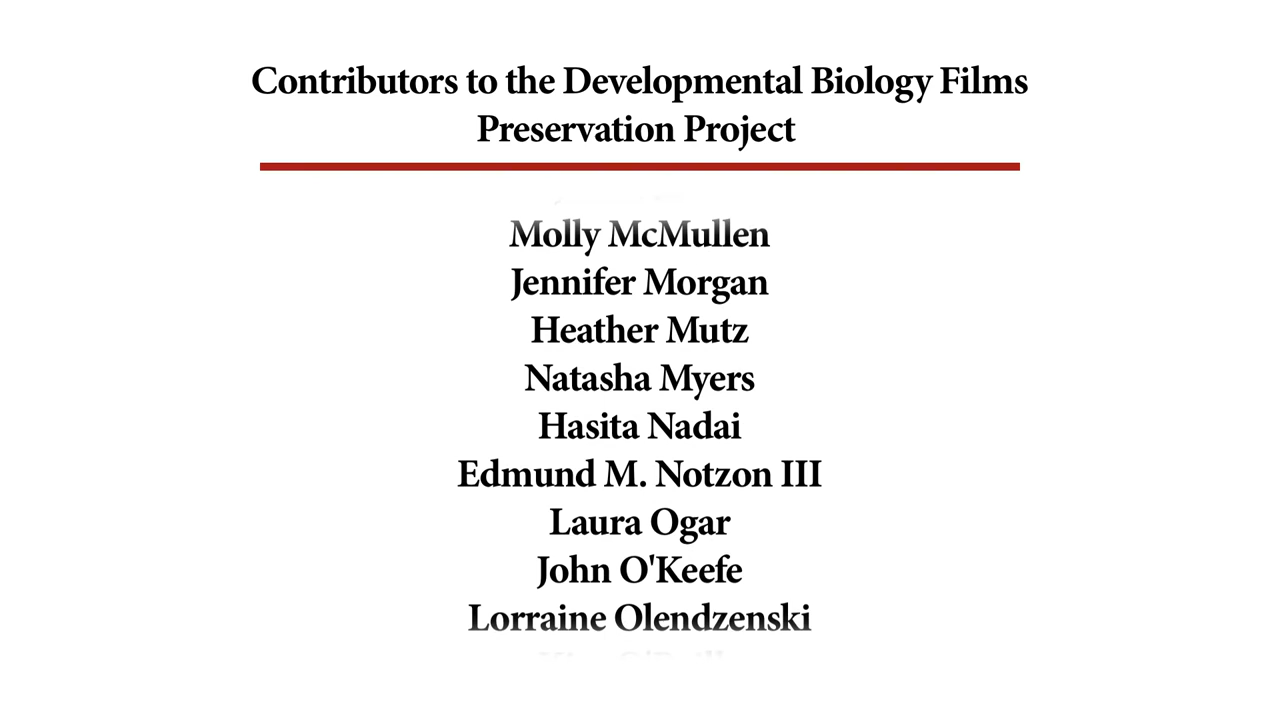 Contributors to the Developmental Biology Films
Preservation Project
Molly McMullen
Jennifer Morgan
Heather Mutz
Natasha Myers
Hasita Nadai
Edmund M. Notzon III
Laura Ogar
John O'Keefe
Lorraine Olendzenski